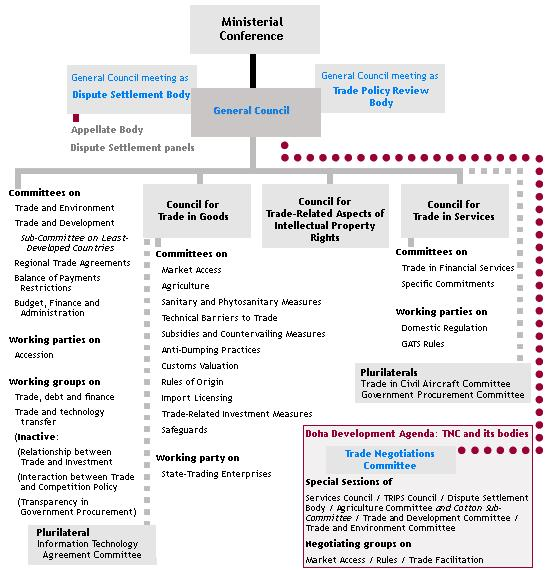 Ministerial
Conference
General Council meeting as
Dispute Settlement Body
General Council
General Council meeting as
Trade Policy Review
Body
Appellate Body
Dispute Settlement panels
Committees on
Trade and Environment
Trade and Development
Sub-Committee on Least-
Developed Countries
Regional Trade Agreements
Balance of Payments
Restrictions
Budget, Finance and
Administration
Working parties on
Accession
Working groups on
Trade, debt and finance
Trade and technology
transfer
(Inactive:
(Relationship between
Trade and Investment
(Interaction between Trade
and Competition Policy
(Transparency in
Government Procurement)
Plurilateral
Information Technology
Agreement Committee
Council for
Trade in Goods
Committees on
Market Access
Agriculture
Sanitary and Phytosanitary Measures
Technical Barriers to Trade
Subsidies and Countervailing Measures
Anti-Dumping Practices
Customs Valuation
Rules of Origin
Import Licensing
Trade-Related Investment Measures
Safeguards
Working party on
State-Trading Enterprises
Council for
Trade-Related Aspects of
Intellectual Property
Rights
Council for
Trade in Services
Committees on
Trade in Financial Services
Specific Commitments
Working parties on
Domestic Regulation
GATS Rules
Plurilaterals
Trade in Civil Aircraft Committee
Government Procurement Committee
Doha Development Agenda: TNC and its bodies
Trade Negotiations
Committee
Special Sessions of
Services Council / TRIPS Council / Dispute Settlement
Body / Agriculture Committee and Cotton Sub-
Committee / Trade and Development Committee /
Trade and Environment Committee
Negotiating groups on
Market Access / Rules / Trade Facilitation